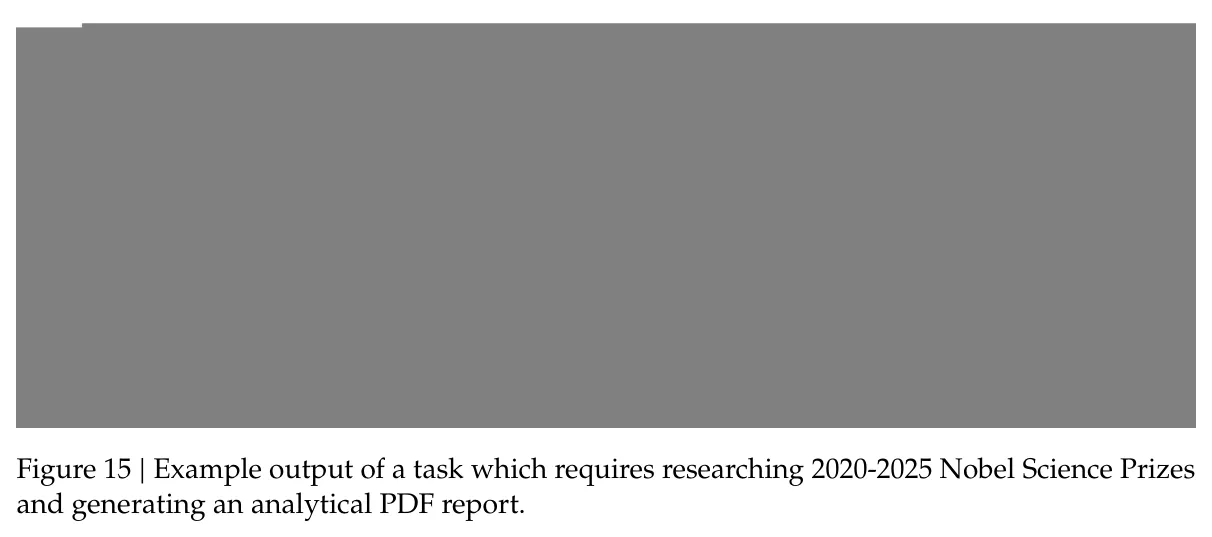 Figure 15 | Example output of a task which requires researching 2020-2025 Nobel Science Prizes
and generating an analytical PDF report.